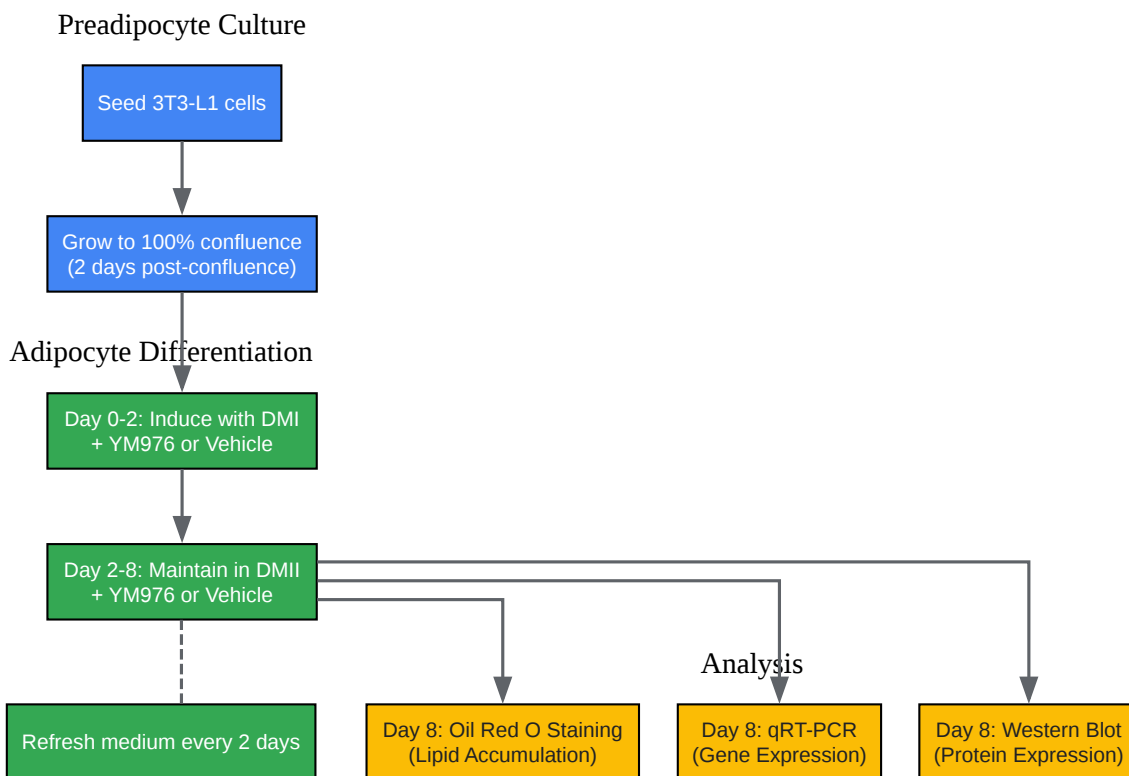 Preadipocyte Culture
Seed 3T3-L1 cells
Grow to 100% confluence
(2 days post-confluence)
Adipocyte Differentiation
Day 0-2: Induce with DMI
+ YM976 or Vehicle
Day 2-8: Maintain in DMII
+ YM976 or Vehicle
Analysis
Refresh medium every 2 days
Day 8: Oil Red O Staining
(Lipid Accumulation)
Day 8: qRT-PCR
(Gene Expression)
Day 8: Western Blot
(Protein Expression)